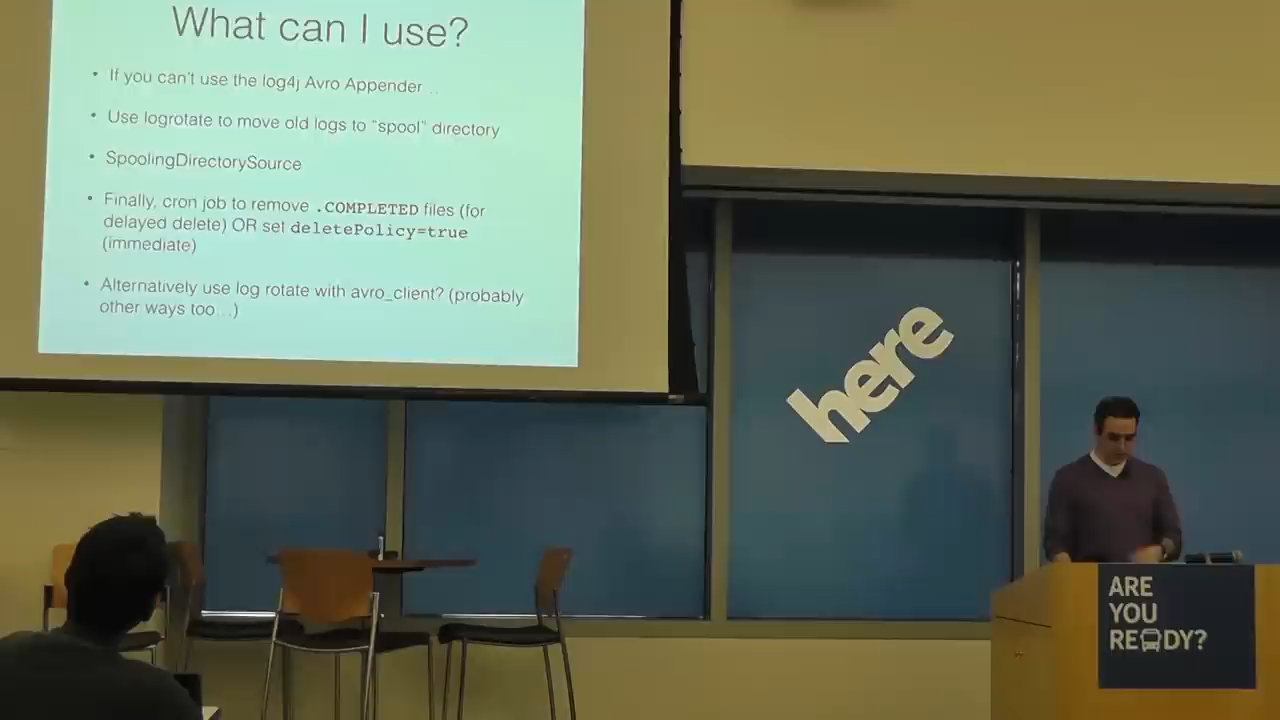 What can I use?
• If you can't use the log4j Avro Appender ..
• Use logrotate to move old logs to "spool" directory
• SpoolingDirectorySource
• Finally, cron job to remove .COMPLETED files (for
delayed delete) OR set deletePolicy=true
(immediate)
• Alternatively use log rotate with avro_client? (probably
other ways too...)
here
ARE
YOU
READY?